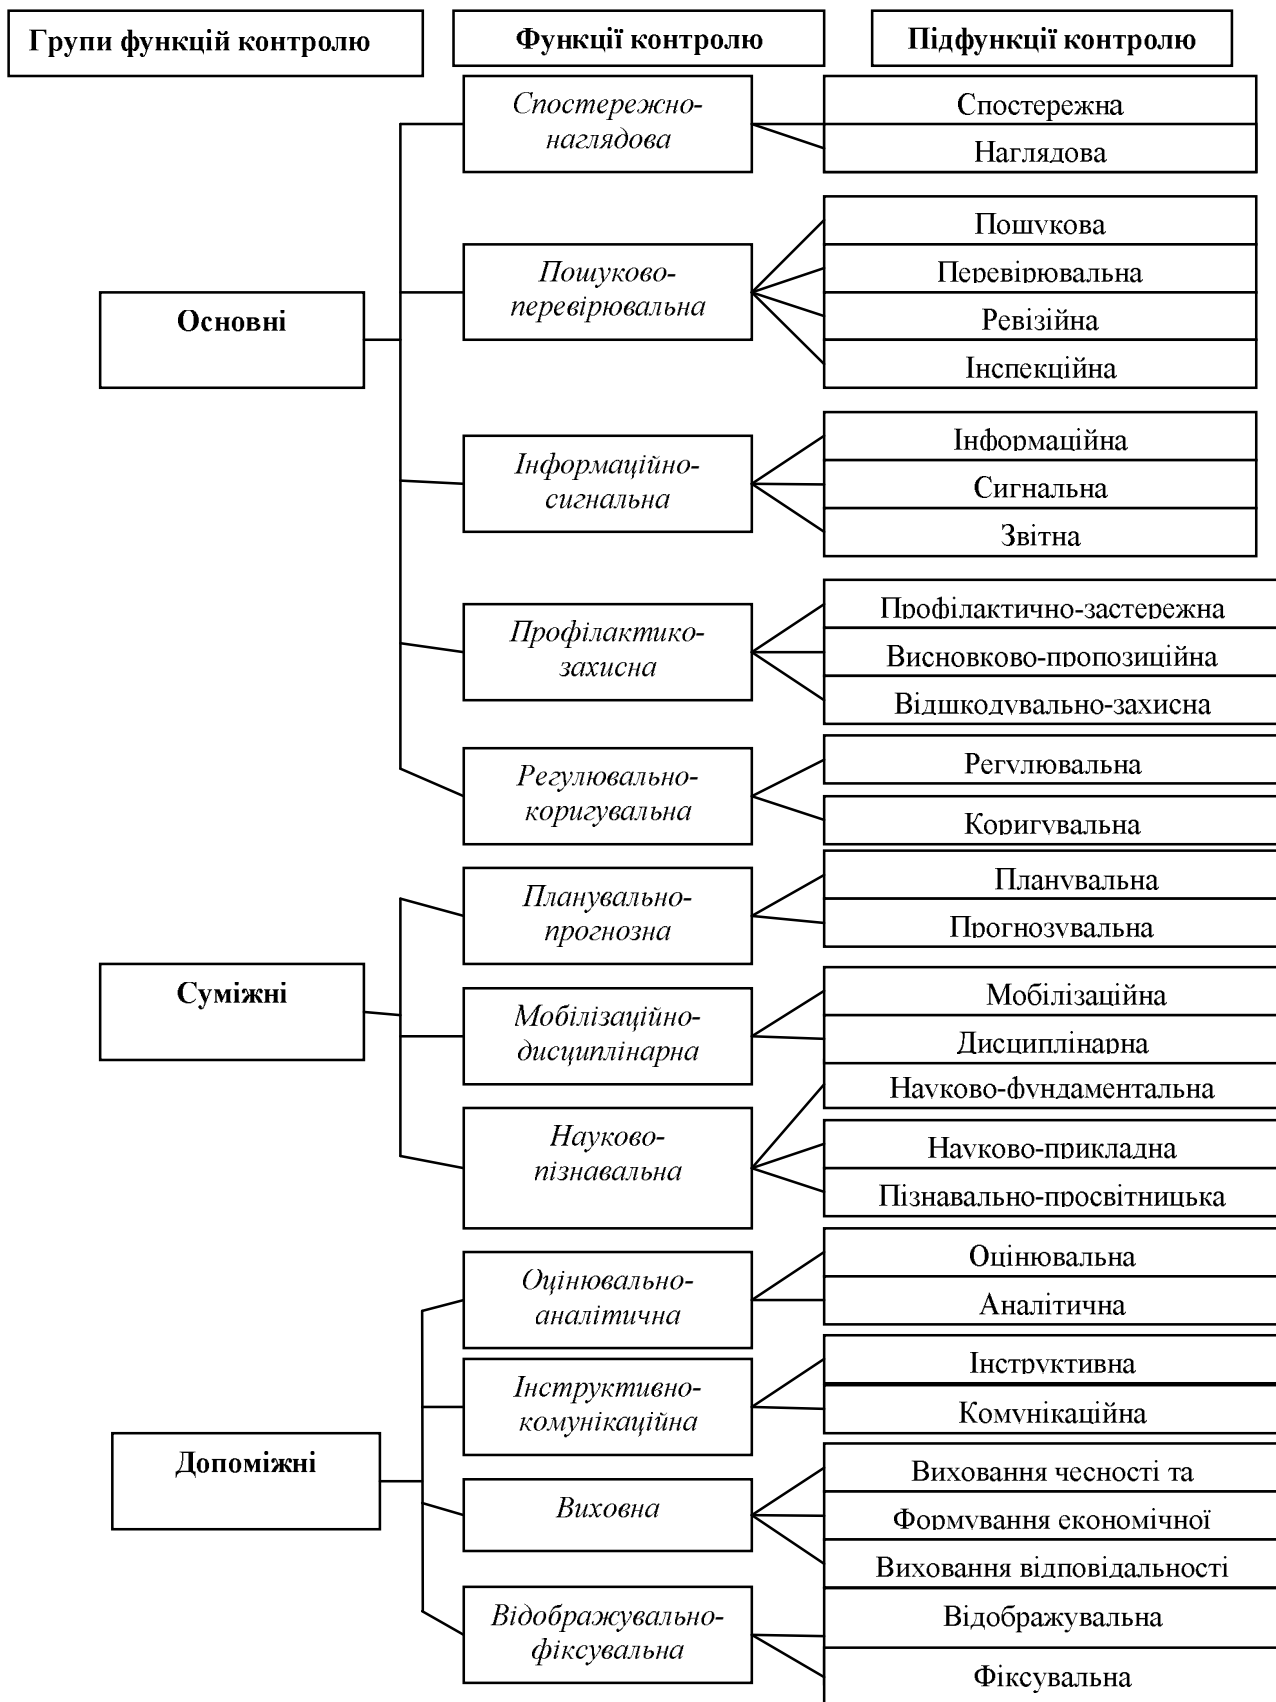 Групи функцій контролю
Функції контролю
Підфункції контролю
Основні
Спостережно-
наглядова
Спостережна
Наглядова
Пошуково-
перевірювальна
Пошукова
Перевірювальна
Ревізійна
Інспекційна
Інформаційно-
сигнальна
Інформаційна
Сигнальна
Звітна
Профілактико-
захисна
Профілактично-застережна
Висновково-пропозиційна
Відшкодувально-захисна
Регулювально-
коригувальна
Регулювальна
Коригувальна
Суміжні
Планувально-
прогнозна
Планувальна
Прогнозувальна
Мобілізаційно-
дисциплінарна
Мобілізаційна
Дисциплінарна
Науково-
пізнавальна
Науково-фундаментальна
Науково-прикладна
Пізнавально-просвітницька
Допоміжні
Оцінювально-
аналітична
Оцінювальна
Аналітична
Інструктивно-
комунікаційна
Інструктивна
Комунікаційна
Виховна
Виховання чесності та
Формування економічної
Виховання відповідальності
Відображувально-
фіксувальна
Відображувальна
Фіксувальна